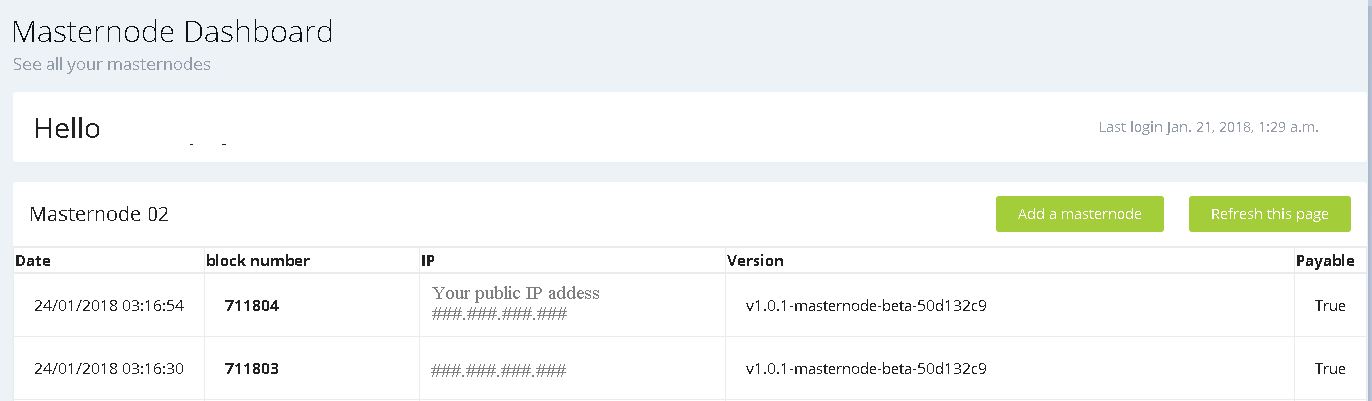 Masternode Dashboard
See all your masternodes
Hello
Last login Jan. 21, 2018, 1:29 a.m.
Masternode 02
Add a masternode
Refresh this page
Date block number IP Version Payable
24/01/2018 03:16:54 711804 Your public IP addess v1.0.1-masternode-beta-50d132c9 True
###.###.###.###
24/01/2018 03:16:30 711803 ###.###.###.### v1.0.1-masternode-beta-50d132c9 True